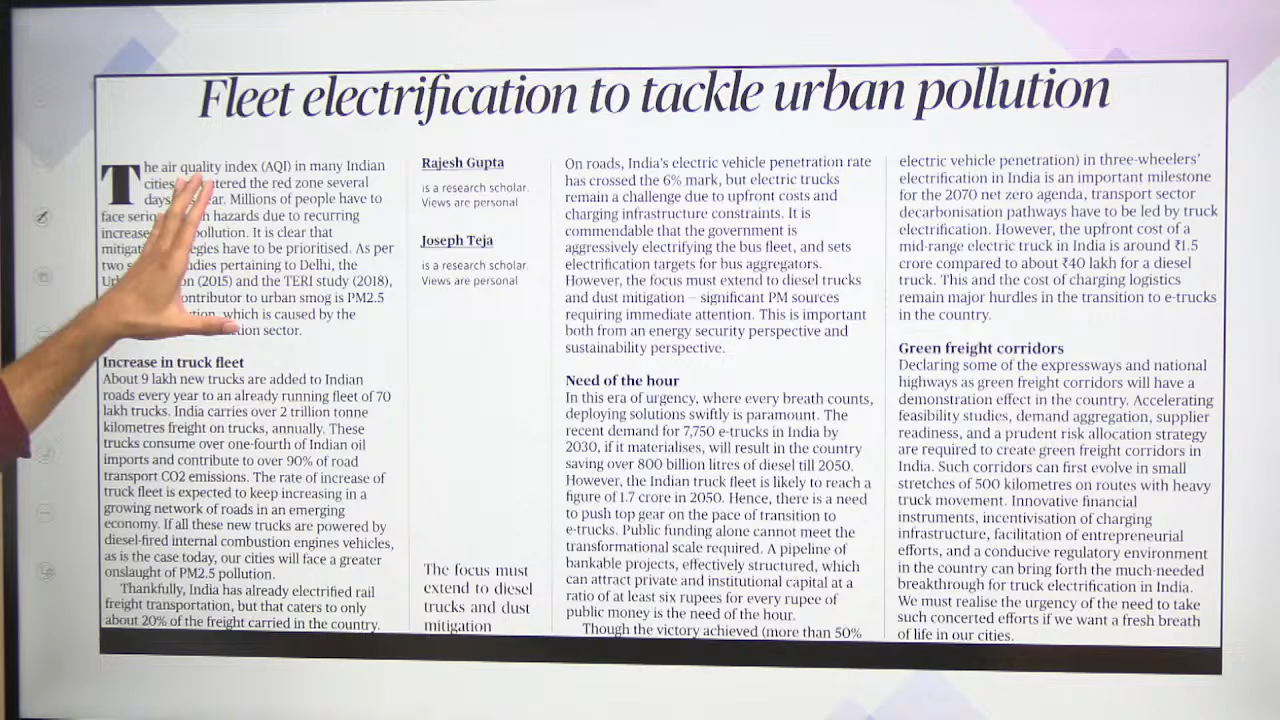 Fleet electrification to tackle urban pollution
The air quality index (AQI) in many Indian
cities entered the red zone several
days
Millions of people have to
face hazards due to recurring
increase pollution. It is clear that
have to be prioritised. As per
two pertaining to Delhi, the
(2015) and the TERI study (2018),
contributor to urban smog is PM2.5
which is caused by the
sector.
Increase in truck fleet
About 9 lakh new trucks are added to Indian
roads every year to an already running fleet of 70
lakh trucks. India carries over 2 trillion tonne
kilometres freight on trucks, annually. These
trucks consume over one-fourth of Indian oil
imports and contribute to over 90% of road
transport CO2 emissions. The rate of increase of
truck fleet is expected to keep increasing in a
growing network of roads in an emerging
economy. If all these new trucks are powered by
diesel-fired internal combustion engines vehicles,
as is the case today, our cities will face a greater
onslaught of PM2.5 pollution.
Thankfully, India has already electrified rail
freight transportation, but that caters to only
about 20% of the freight carried in the country.
Rajesh Gupta
is a research scholar.
Views are personal
Joseph Teja
is a research scholar.
Views are personal
The focus must
extend to diesel
trucks and dust
mitigation
On roads, India's electric vehicle penetration rate
has crossed the 6% mark, but electric trucks
remain a challenge due to upfront costs and
charging infrastructure constraints. It is
commendable that the government is
aggressively electrifying the bus fleet, and sets
electrification targets for bus aggregators.
However, the focus must extend to diesel trucks
and dust mitigation – significant PM sources
requiring immediate attention. This is important
both from an energy security perspective and
sustainability perspective.
Need of the hour
In this era of urgency, where every breath counts,
deploying solutions swiftly is paramount. The
recent demand for 7,750 e-trucks in India by
2030, if it materialises, will result in the country
saving over 800 billion litres of diesel till 2050.
However, the Indian truck fleet is likely to reach a
figure of 1.7 crore in 2050. Hence, there is a need
to push top gear on the pace of transition to
e-trucks. Public funding alone cannot meet the
transformational scale required. A pipeline of
bankable projects, effectively structured, which
can attract private and institutional capital at a
ratio of at least six rupees for every rupee of
public money is the need of the hour.
Though the victory achieved (more than 50%
electric vehicle penetration) in three-wheelers'
electrification in India is an important milestone
for the 2070 net zero agenda, transport sector
decarbonisation pathways have to be led by truck
electrification. However, the upfront cost of a
mid-range electric truck in India is around ₹1.5
crore compared to about ₹40 lakh for a diesel
truck. This and the cost of charging logistics
remain major hurdles in the transition to e-trucks
in the country.
Green freight corridors
Declaring some of the expressways and national
highways as green freight corridors will have a
demonstration effect in the country. Accelerating
feasibility studies, demand aggregation, supplier
readiness, and a prudent risk allocation strategy
are required to create green freight corridors in
India. Such corridors can first evolve in small
stretches of 500 kilometres on routes with heavy
truck movement. Innovative financial
instruments, incentivisation of charging
infrastructure, facilitation of entrepreneurial
efforts, and a conducive regulatory environment
in the country can bring forth the much-needed
breakthrough for truck electrification in India.
We must realise the urgency of the need to take
such concerted efforts if we want a fresh breath
of life in our cities.